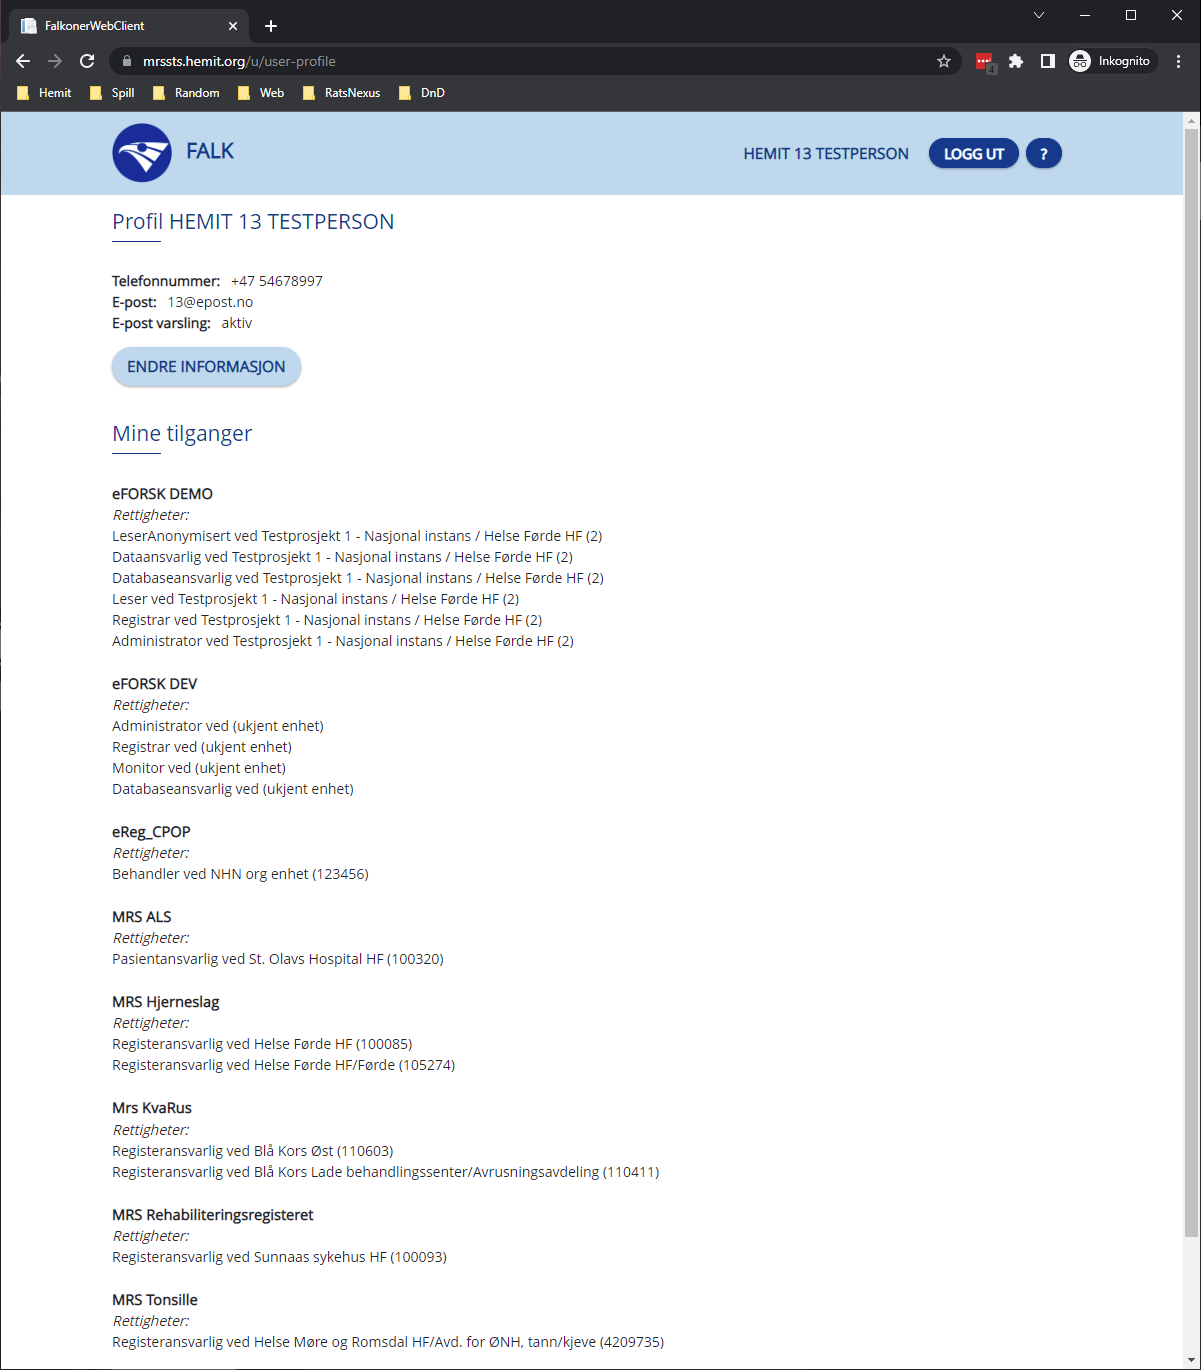 FalkonerWebClient
mrssts.hemit.org/u/user-profile
4
Inkognito
Hemit
Spill
Random
Web
RatsNexus
DnD
FALK
HEMIT 13 TESTPERSON
LOGG UT
?
Profil HEMIT 13 TESTPERSON
Telefonnummer: +47 54678997
E-post: 13@epost.no
E-post varsling: aktiv
ENDRE INFORMASJON
Mine tilganger
eFORSK DEMO
Rettigheter:
LeserAnonymisert ved Testprosjekt 1 - Nasjonal instans / Helse Førde HF (2)
Dataansvarlig ved Testprosjekt 1 - Nasjonal instans / Helse Førde HF (2)
Databaseansvarlig ved Testprosjekt 1 - Nasjonal instans / Helse Førde HF (2)
Leser ved Testprosjekt 1 - Nasjonal instans / Helse Førde HF (2)
Registrar ved Testprosjekt 1 - Nasjonal instans / Helse Førde HF (2)
Administrator ved Testprosjekt 1 - Nasjonal instans / Helse Førde HF (2)
eFORSK DEV
Rettigheter:
Administrator ved (ukjent enhet)
Registrar ved (ukjent enhet)
Monitor ved (ukjent enhet)
Databaseansvarlig ved (ukjent enhet)
eReg_CPOP
Rettigheter:
Behandler ved NHN org enhet (123456)
MRS ALS
Rettigheter:
Pasientansvarlig ved St. Olavs Hospital HF (100320)
MRS Hjerneslag
Rettigheter:
Registeransvarlig ved Helse Førde HF (100085)
Registeransvarlig ved Helse Førde HF/Førde (105274)
Mrs KvaRus
Rettigheter:
Registeransvarlig ved Blå Kors Øst (110603)
Registeransvarlig ved Blå Kors Lade behandlingssenter/Avrusningsavdeling (110411)
MRS Rehabiliteringsregisteret
Rettigheter:
Registeransvarlig ved Sunnaas sykehus HF (100093)
MRS Tonsille
Rettigheter:
Registeransvarlig ved Helse Møre og Romsdal HF/Avd. for ØNH, tann/kjeve (4209735)